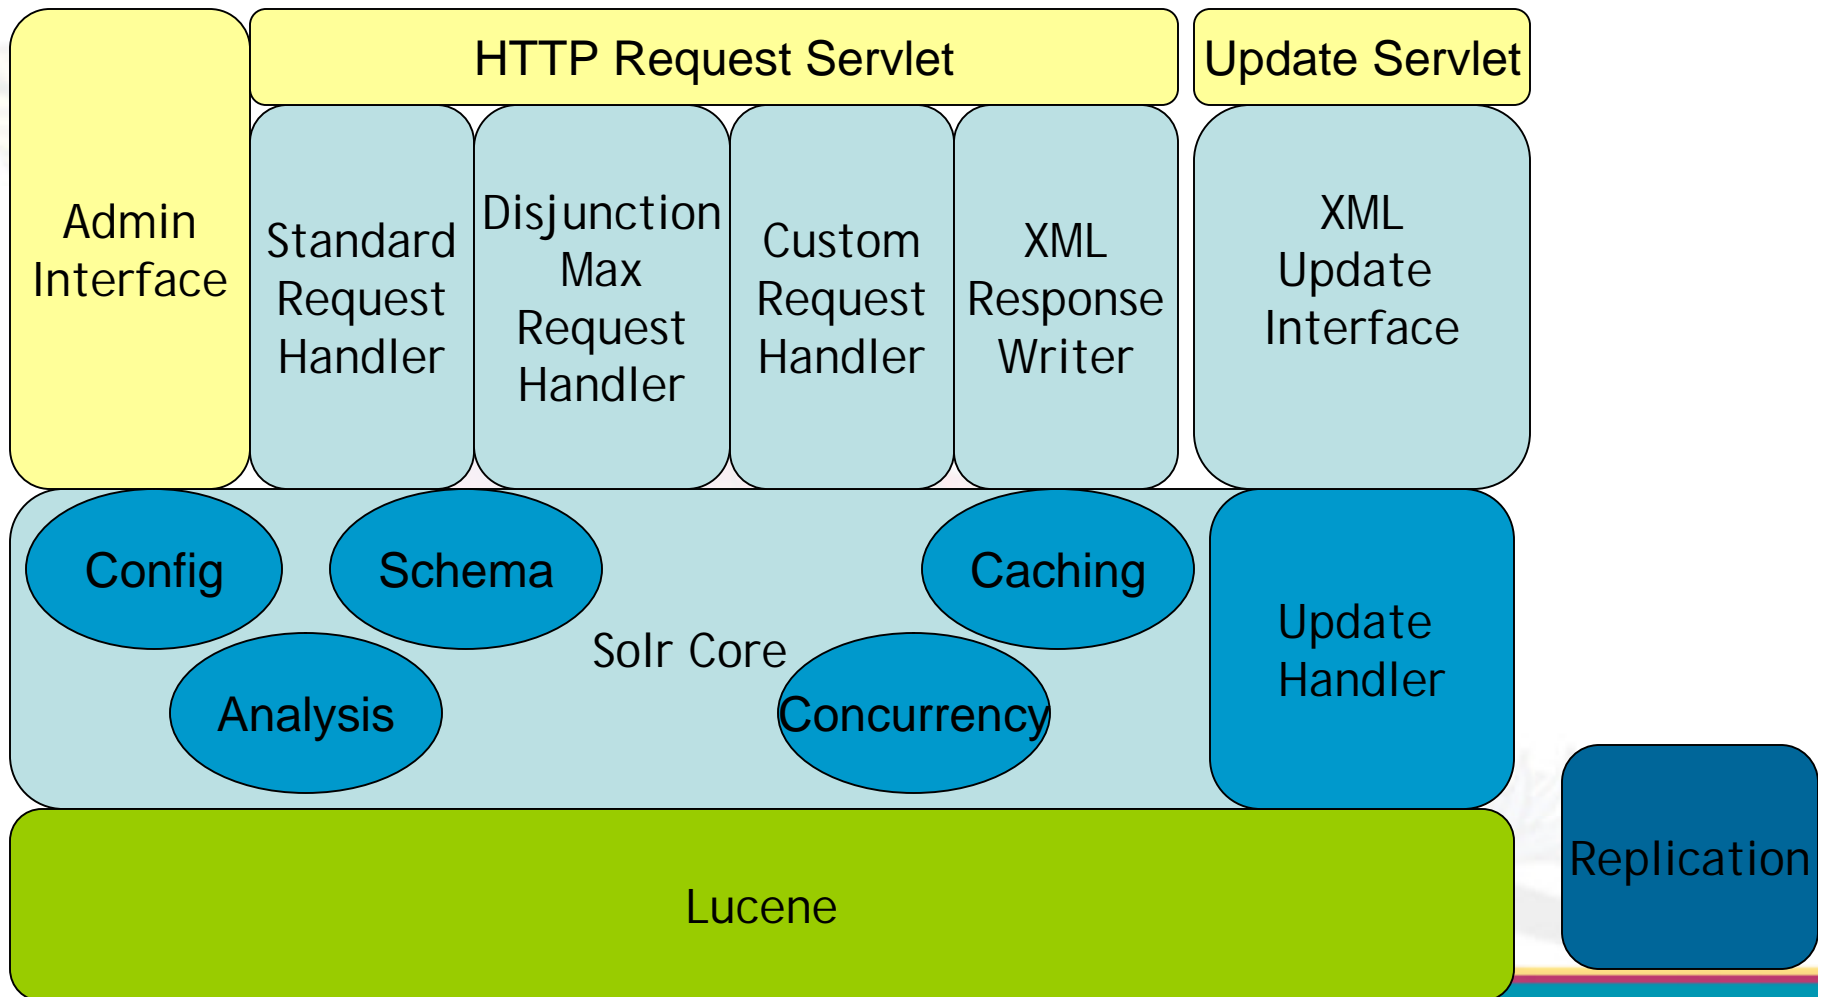 HTTP Request Servlet
Update Servlet
Admin
Interface
Standard
Request
Handler
Disjunction
Max
Request
Handler
Custom
Request
Handler
XML
Response
Writer
XML
Update
Interface
Config
Schema
Caching
Solr Core
Analysis
Concurrency
Update
Handler
Replication
Lucene